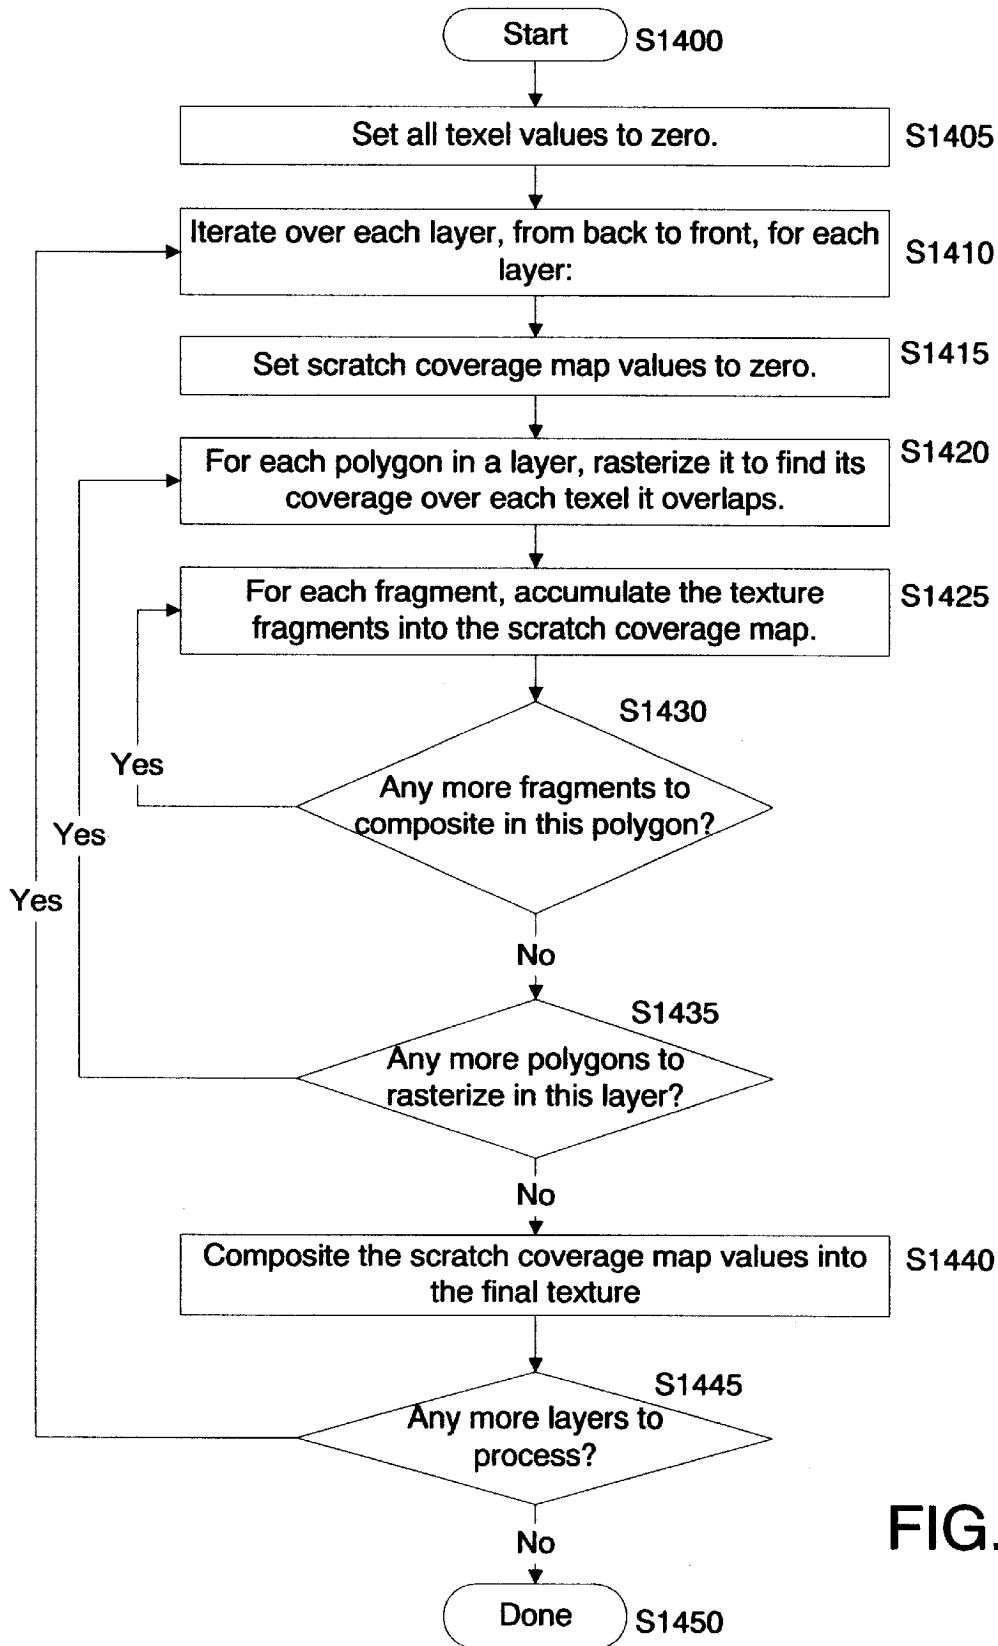 Start
S1400
Set all texel values to zero.
S1405
Iterate over each layer, from back to front, for each
layer:
S1410
Set scratch coverage map values to zero.
S1415
For each polygon in a layer, rasterize it to find its
coverage over each texel it overlaps.
S1420
For each fragment, accumulate the texture
fragments into the scratch coverage map.
S1425
S1430
Any more fragments to
composite in this polygon?
Yes
No
S1435
Any more polygons to
rasterize in this layer?
Yes
No
Composite the scratch coverage map values into
the final texture
S1440
S1445
Any more layers to
process?
Yes
No
Done
S1450
FIG.